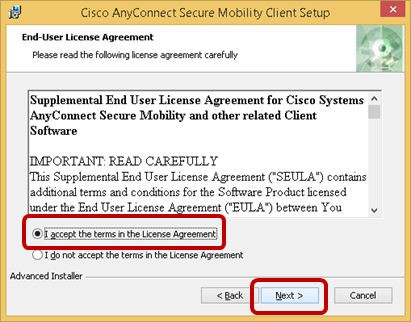 Cisco AnyConnect Secure Mobility Client Setup
End-User License Agreement
Please read the following license agreement carefully
Supplemental End User License Agreement for Cisco Systems
AnyConnect Secure Mobility and other related Client
Software
IMPORTANT: READ CAREFULLY
This Supplemental End User License Agreement ("SEULA") contains
additional terms and conditions for the Software Product licensed
under the End User License Agreement ("EULA") between You
I accept the terms in the License Agreement
I do not accept the terms in the License Agreement
Advanced Installer
< Back
Next >
Cancel